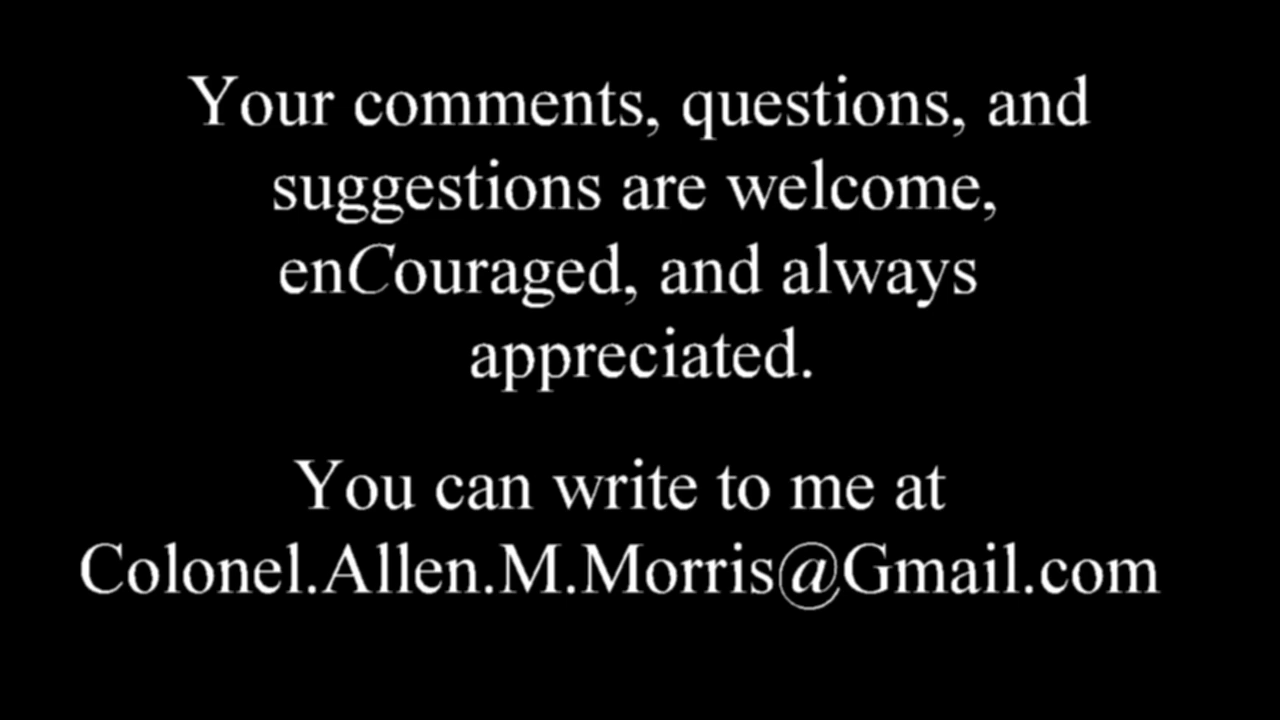 Your comments, questions, and
suggestions are welcome,
enCouraged, and always
appreciated.
You can write to me at
Colonel.Allen.M.Morris@Gmail.com